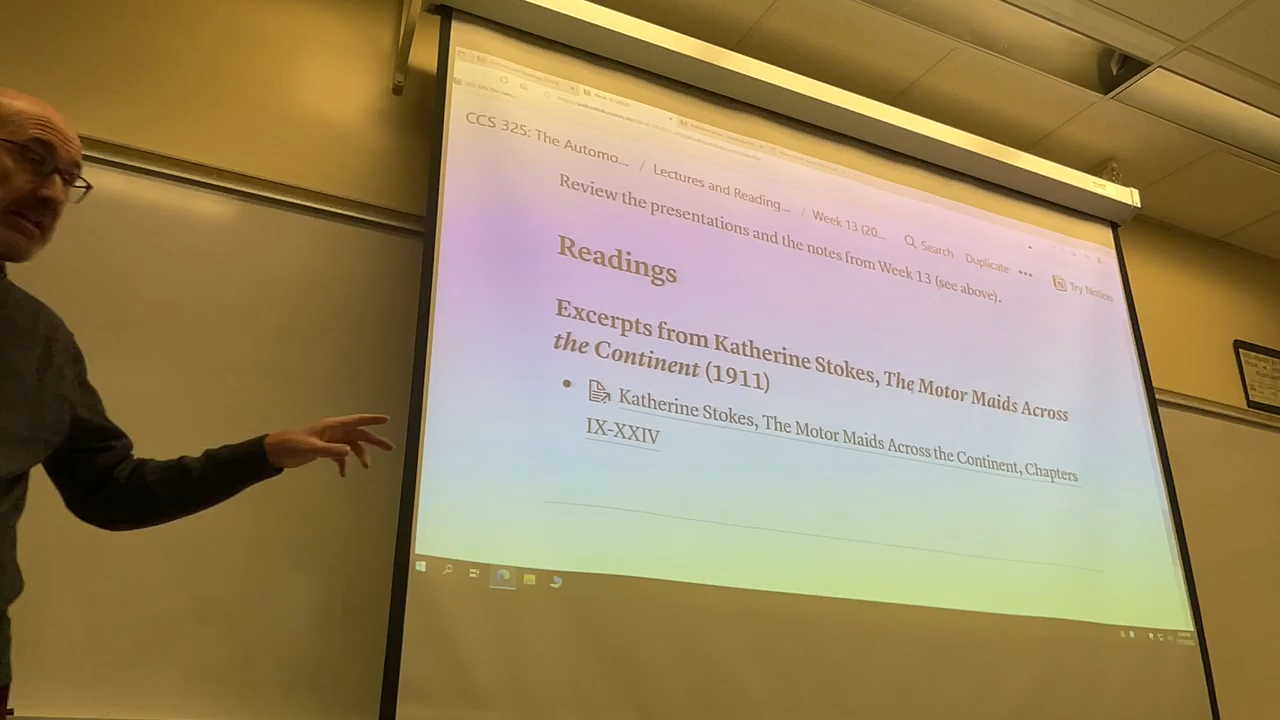 CCS 325: The Automo... / Lectures and Reading... / Week 13 (20... Search Duplicate ••• Try Notion
Review the presentations and the notes from Week 13 (see above).
Readings
Excerpts from Katherine Stokes, The Motor Maids Across
the Continent (1911)
• Katherine Stokes, The Motor Maids Across the Continent, Chapters
IX-XXIV